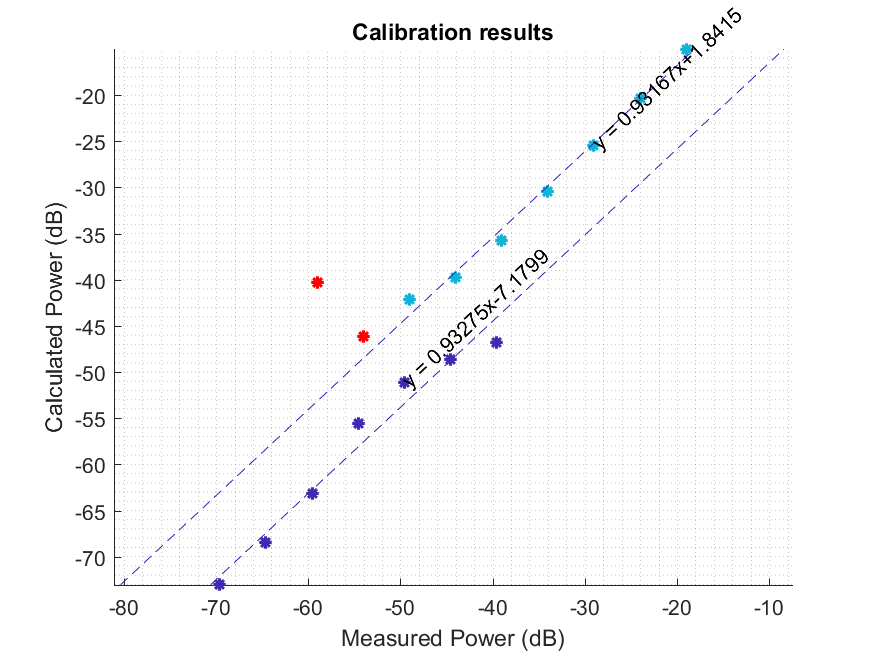 Calibration results
y = 0.93167x+1.8415
y = 0.93275x-7.1799
Calculated Power (dB)
-20
-25
-30
-35
-40
-45
-50
-55
-60
-65
-70
-80 -70 -60 -50 -40 -30 -20 -10
Measured Power (dB)